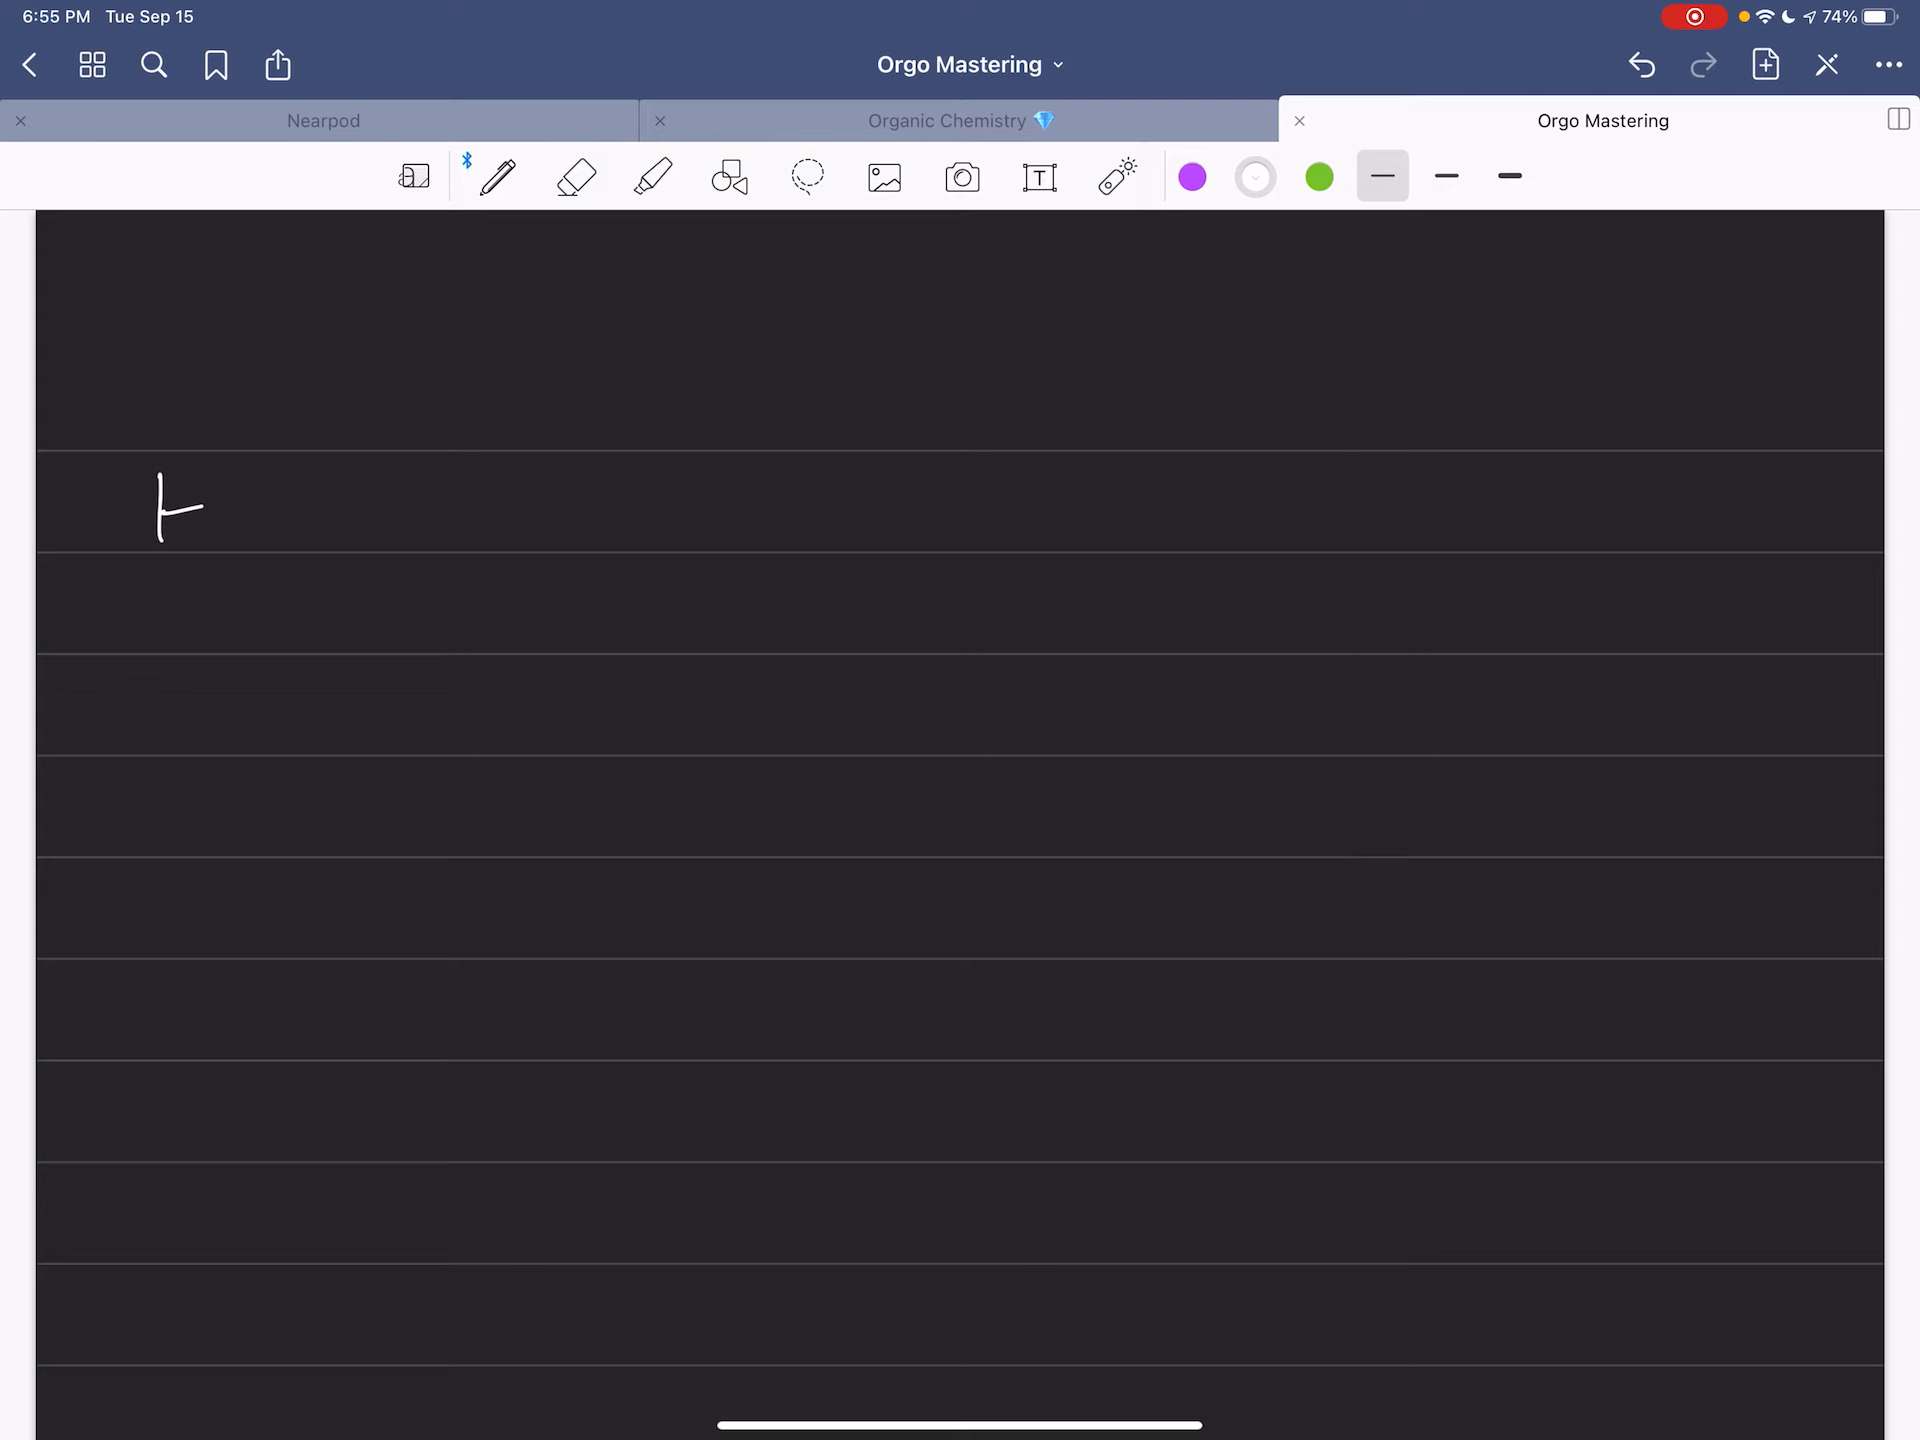 6:55 PM Tue Sep 15
74%
Orgo Mastering
Nearpod
Organic Chemistry 💎
Orgo Mastering
T